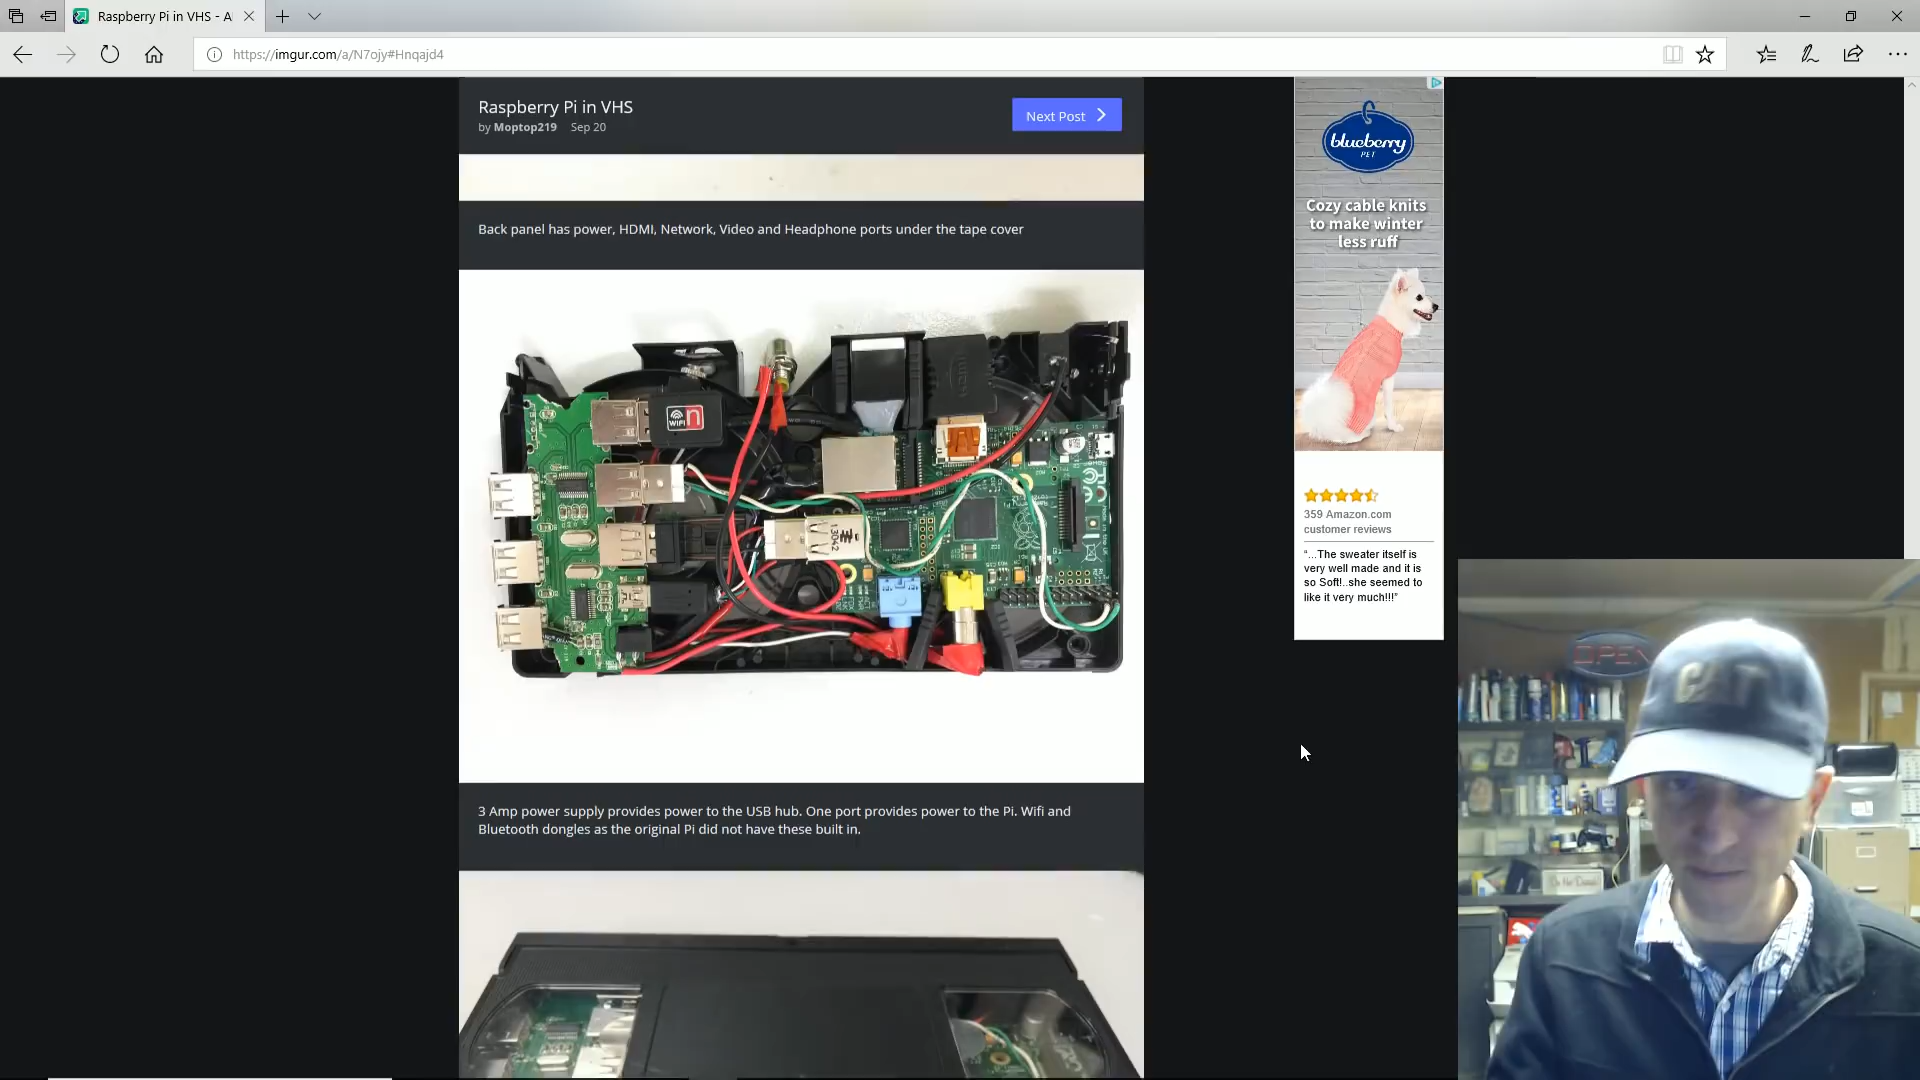 Raspberry Pi in VHS - A
https://imgur.com/a/N7ojy#Hnqajd4
Raspberry Pi in VHS
by Moptop219 Sep 20
Next Post
Back panel has power, HDMI, Network, Video and Headphone ports under the tape cover
WiFi
n
13042
3 Amp power supply provides power to the USB hub. One port provides power to the Pi. Wifi and
Bluetooth dongles as the original Pi did not have these built in.
blueberry
PET
Cozy cable knits
to make winter
less ruff
359 Amazon.com
customer reviews
“...The sweater itself is
very well made and it is
so Soft!..she seemed to
like it very much!!!”
OPEN
CAT